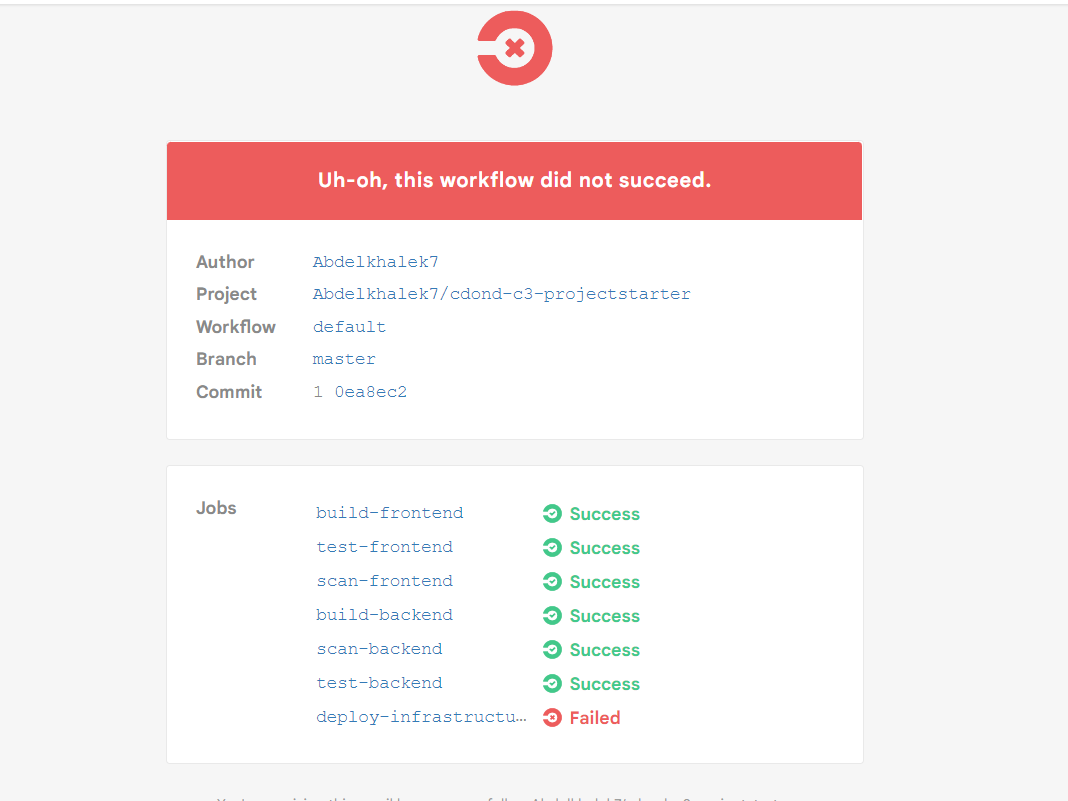 Uh-oh, this workflow did not succeed.
Author Abdelkhalek7
Project Abdelkhalek7/cdond-c3-projectstarter
Workflow default
Branch master
Commit 1 0ea8ec2
Jobs build-frontend Success
test-frontend Success
scan-frontend Success
build-backend Success
scan-backend Success
test-backend Success
deploy-infrastructu... Failed